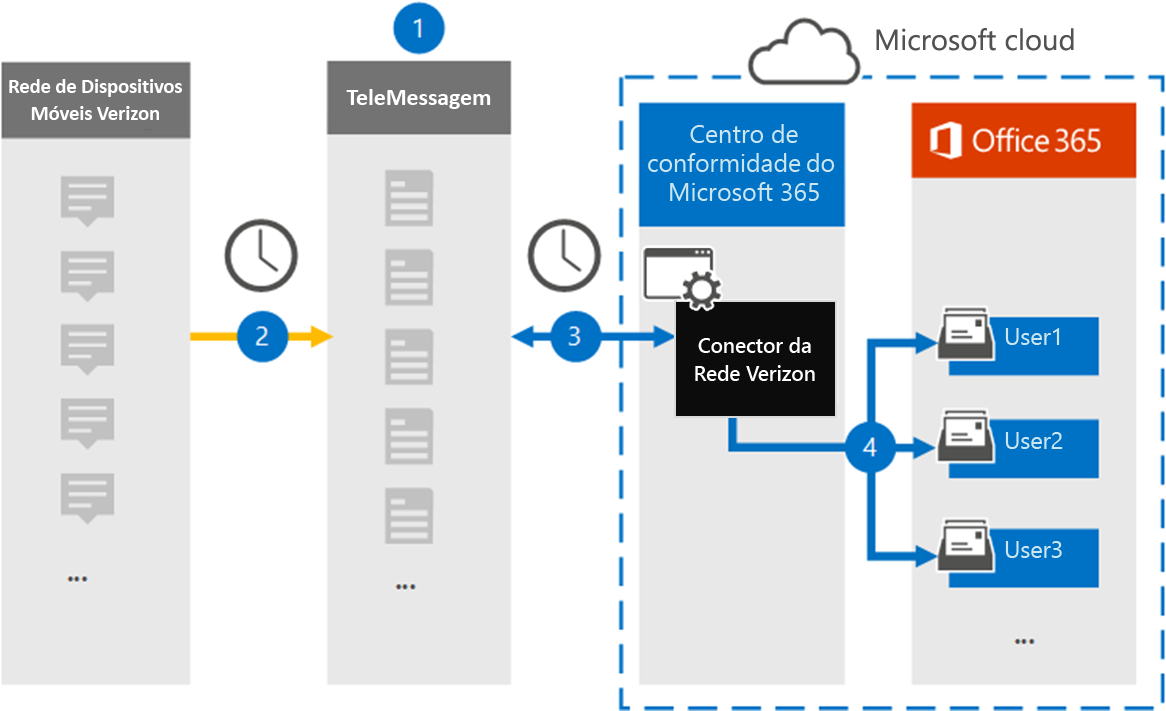 1
Microsoft cloud
Rede de Dispositivos
Móveis Verizon
TeleMessagem
Centro de
conformidade do
Microsoft 365
Office 365
2
3
Conector da
Rede Verizon
4
User1
User2
User3
...
...
...